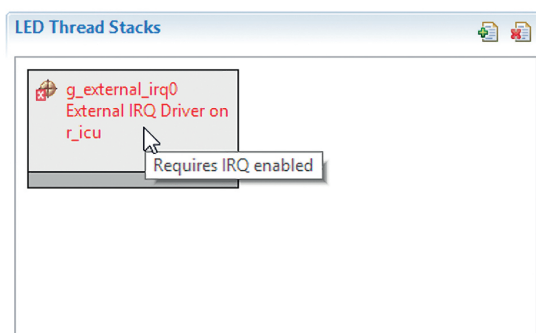 LED Thread Stacks
g_external_irq0
External IRQ Driver on
r_icu
Requires IRQ enabled